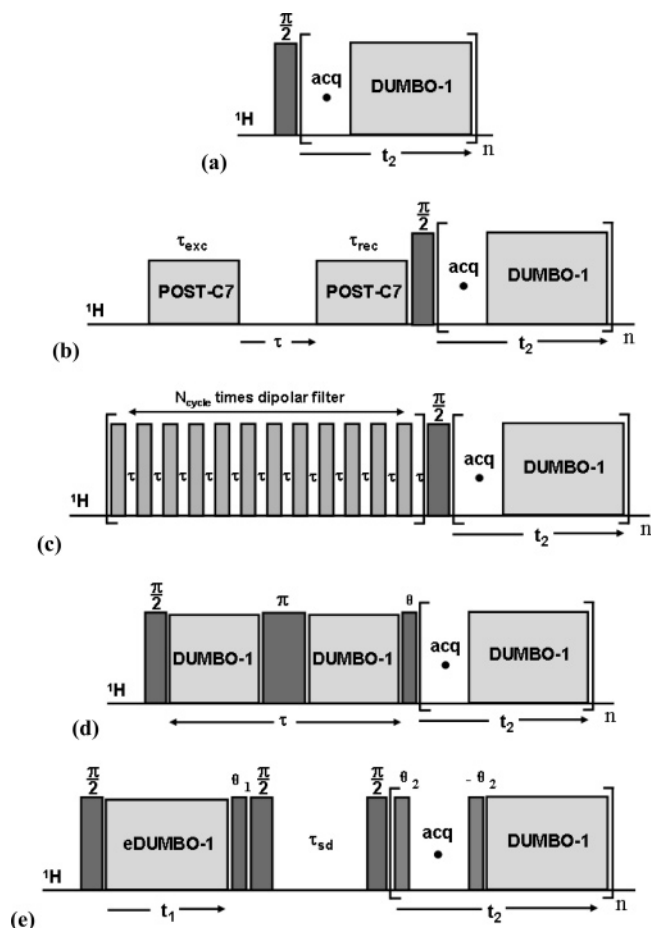 π/2
acq
DUMBO-1
¹H
t₂
n
(a)
π/2
τexc
τrec
acq
DUMBO-1
POST-C7
POST-C7
¹H
τ
t₂
n
(b)
Ncycle times dipolar filter
π/2
acq
DUMBO-1
τ τ τ τ τ τ τ τ τ τ τ τ
¹H
t₂
n
(c)
π/2
π
θ
acq
DUMBO-1
DUMBO-1
DUMBO-1
¹H
τ
t₂
n
(d)
π/2
θ₁
π/2
π/2
θ₂
-θ₂
acq
eDUMBO-1
τsd
DUMBO-1
¹H
t₁
t₂
n
(e)